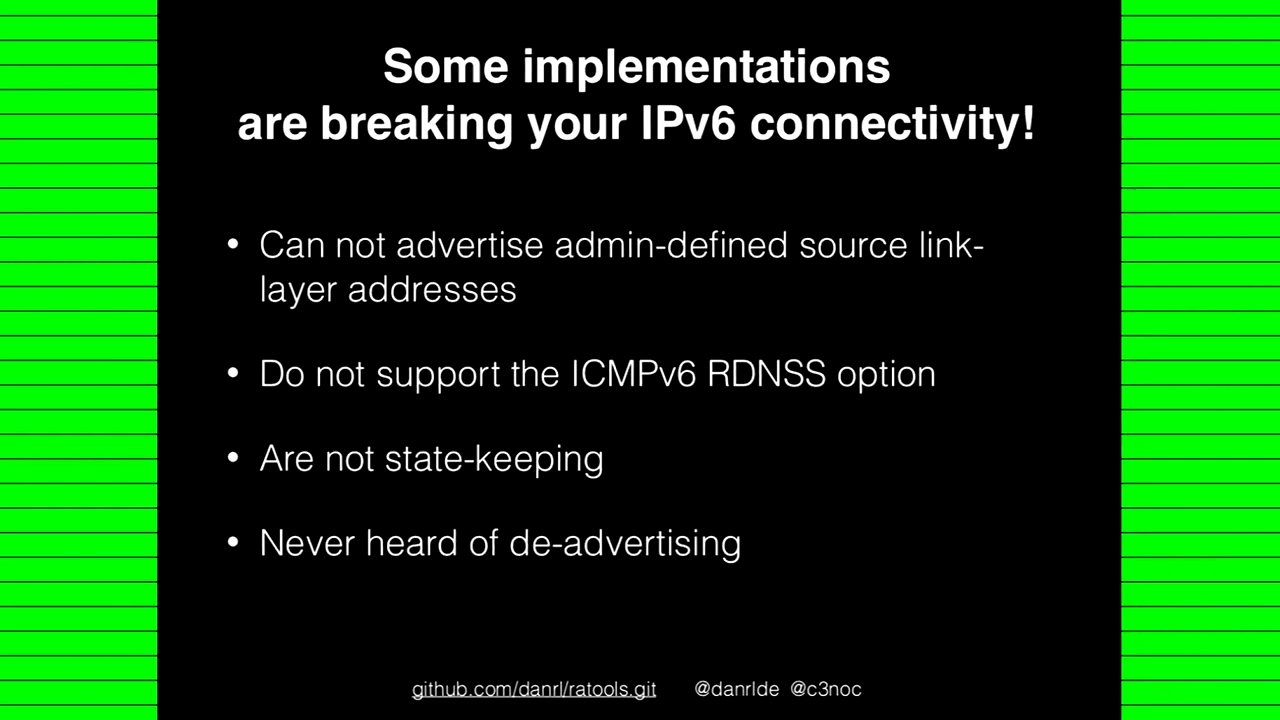 Some implementations
are breaking your IPv6 connectivity!
• Can not advertise admin-defined source link-
layer addresses
• Do not support the ICMPv6 RDNSS option
• Are not state-keeping
• Never heard of de-advertising
github.com/danrl/ratools.git @danrlde @c3noc